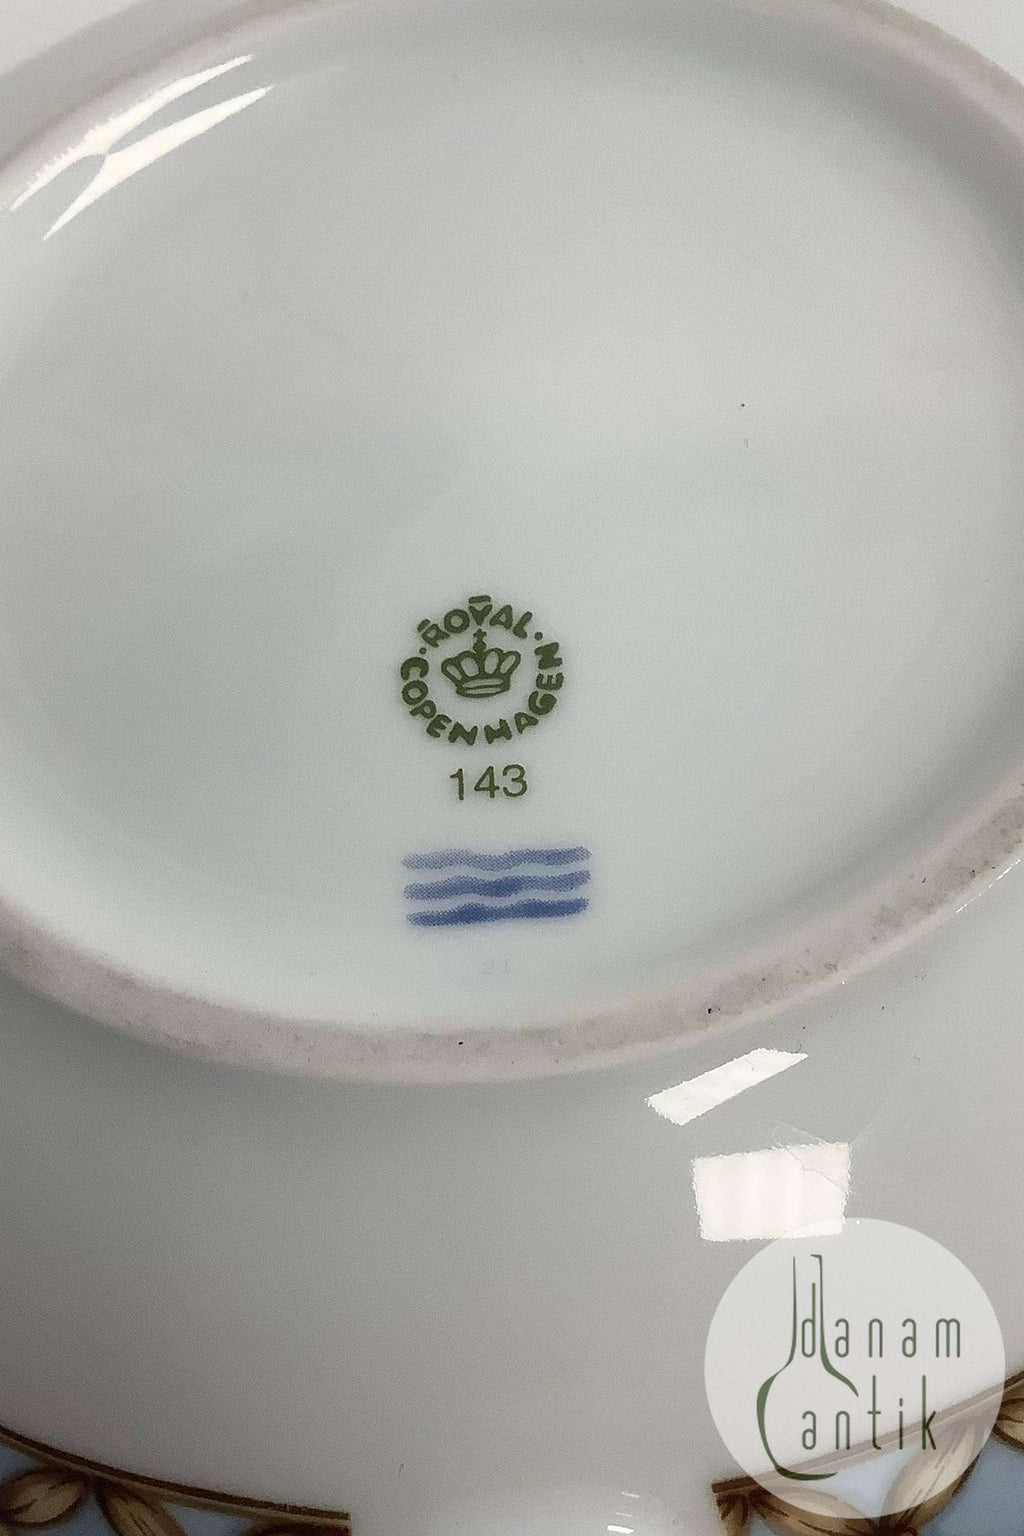 ROYAL
COPENHAGEN
143
danam
antik